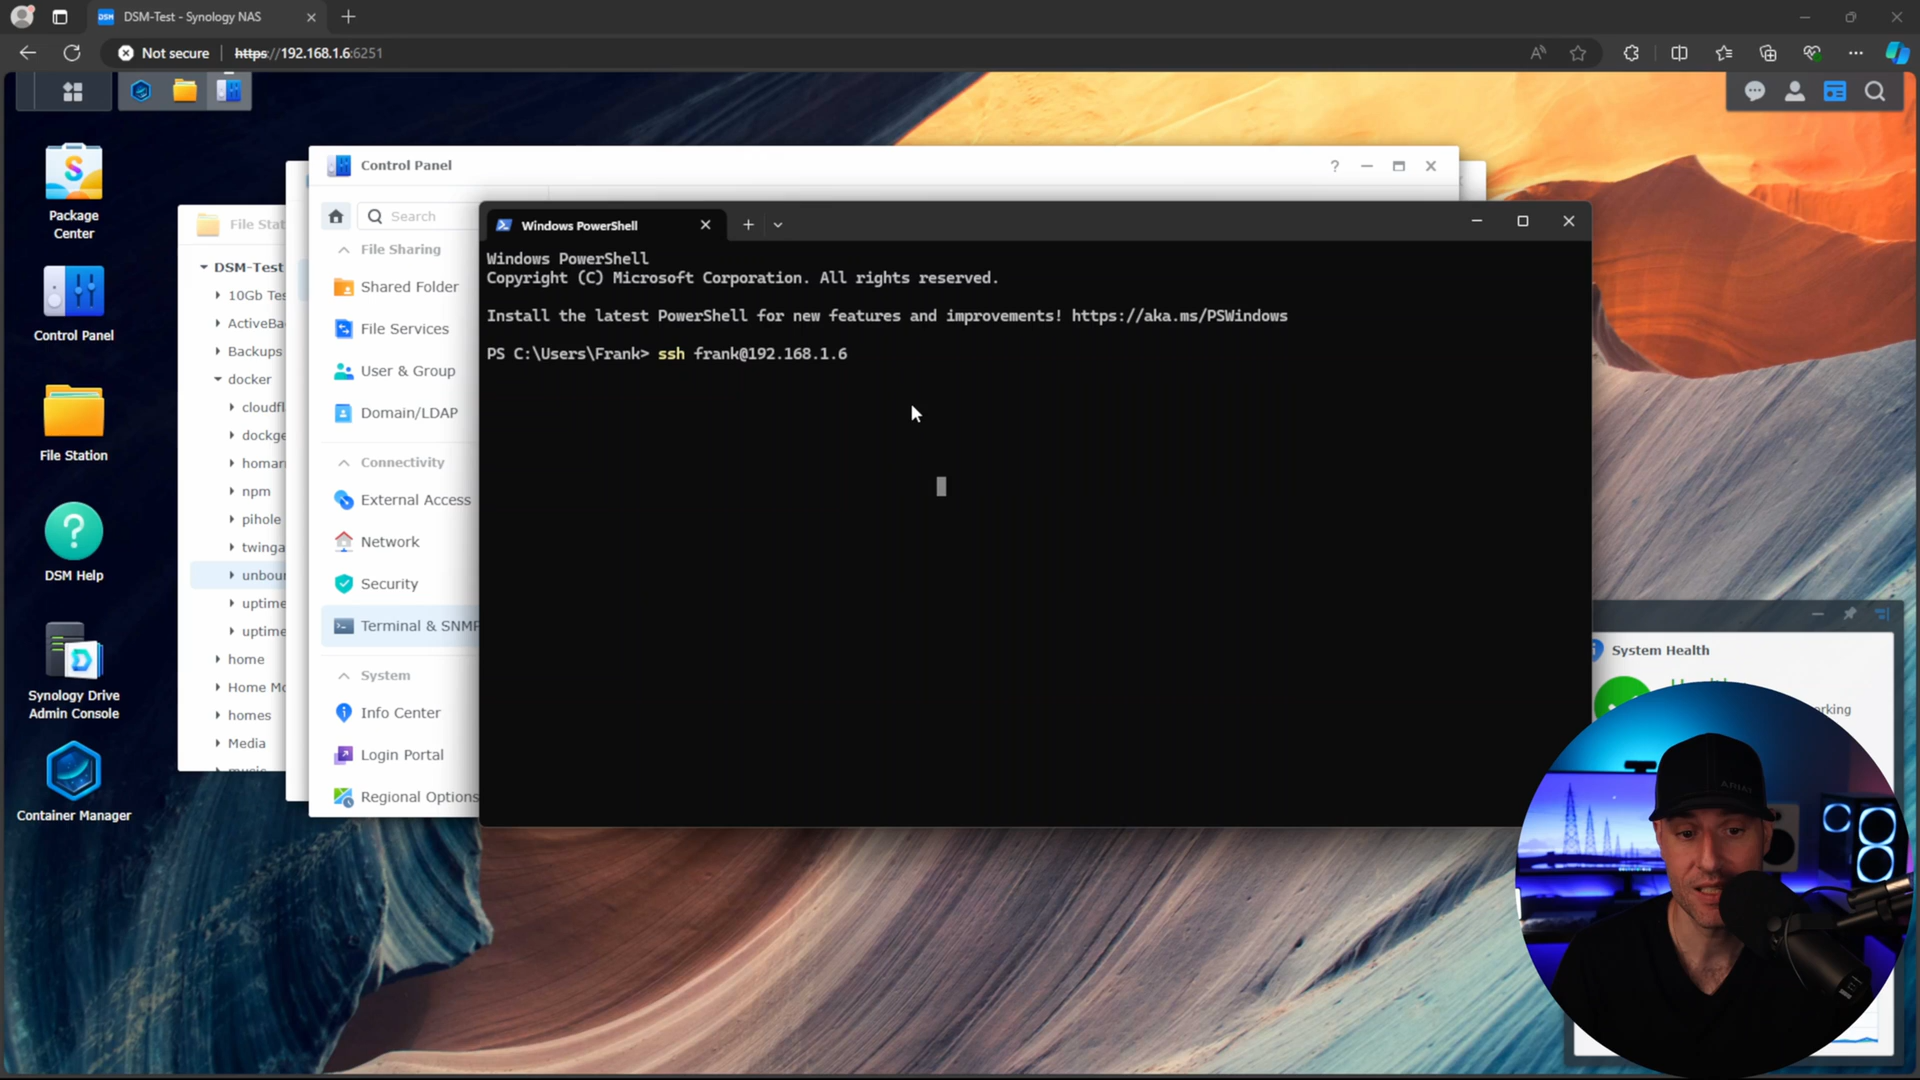 DSM-Test - Synology NAS
Not secure
https://192.168.1.6:6251
Package Center
Control Panel
File Station
DSM Help
Synology Drive Admin Console
Container Manager
DSM-Test
docker
npm
pihole
home
homes
Media
Backups
Control Panel
Search
File Sharing
Shared Folder
File Services
User & Group
Domain/LDAP
Connectivity
External Access
Network
Security
Terminal & SNMP
System
Info Center
Login Portal
Regional Options
Windows PowerShell
Windows PowerShell
Copyright (C) Microsoft Corporation. All rights reserved.
Install the latest PowerShell for new features and improvements! https://aka.ms/PSWindows
PS C:\Users\Frank> ssh frank@192.168.1.6
System Health